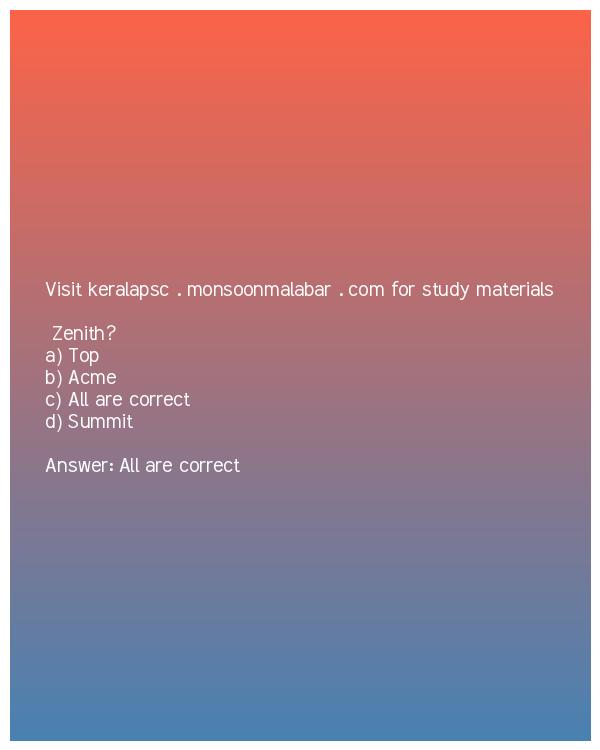 Visit keralapsc . monsoonmalabar . com for study materials
Zenith?
a) Top
b) Acme
c) All are correct
d) Summit
Answer: All are correct